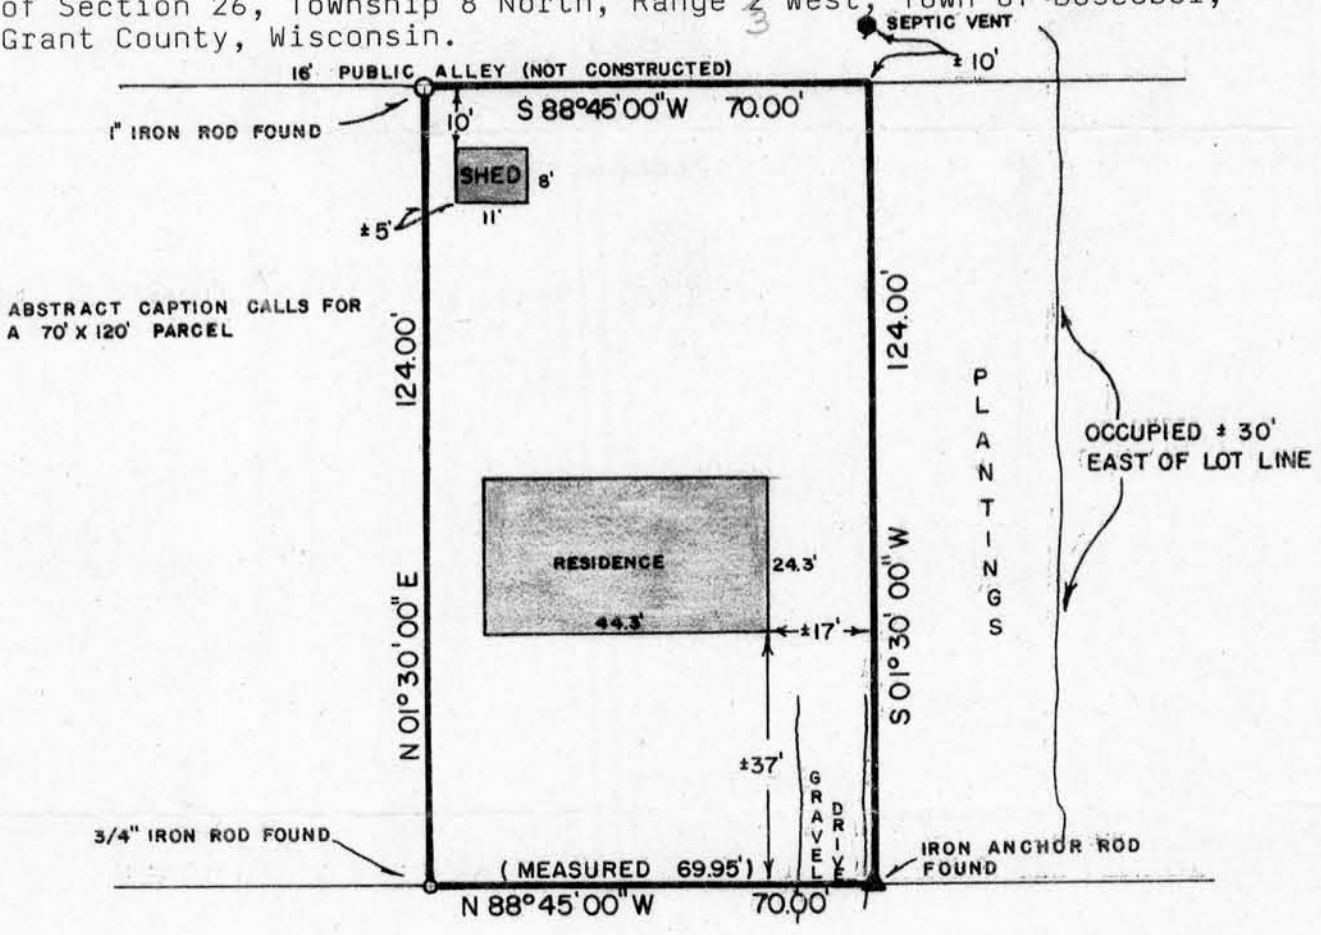 of Section 26, Township 8 North, Range 2 West, Town of Boscobel,
3
Grant County, Wisconsin.
SEPTIC VENT
± 10'
16' PUBLIC ALLEY (NOT CONSTRUCTED)
S 88°45'00"W 70.00'
1" IRON ROD FOUND
10'
SHED
8'
11'
±5'
ABSTRACT CAPTION CALLS FOR
A 70' X 120' PARCEL
124.00'
124.00'
PLANTINGS
OCCUPIED ± 30'
EAST OF LOT LINE
RESIDENCE
24.3'
44.3'
±17'
N 01°30'00" E
S 01°30'00" W
±37'
GRAVEL
DRIVE
3/4" IRON ROD FOUND
(MEASURED 69.95')
IRON ANCHOR ROD
FOUND
N 88°45'00"W 70.00'